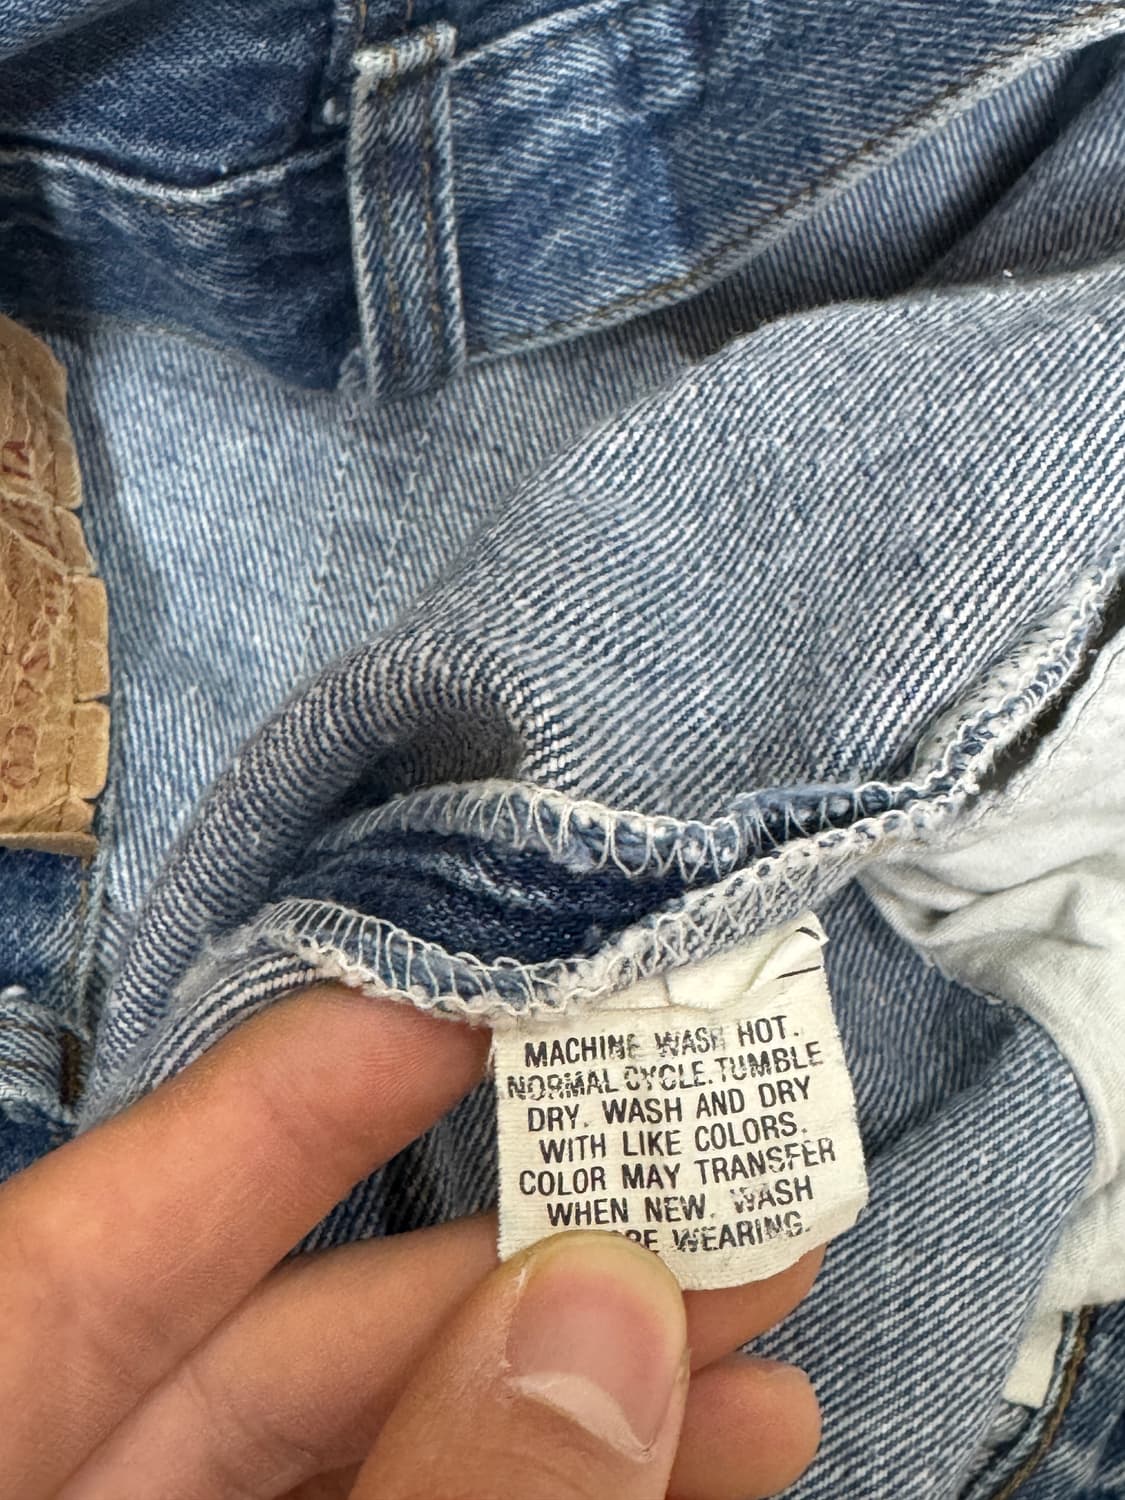 MACHINE WASH HOT.
NORMAL CYCLE. TUMBLE
DRY. WASH AND DRY
WITH LIKE COLORS.
COLOR MAY TRANSFER
WHEN NEW. WASH
WEARING.